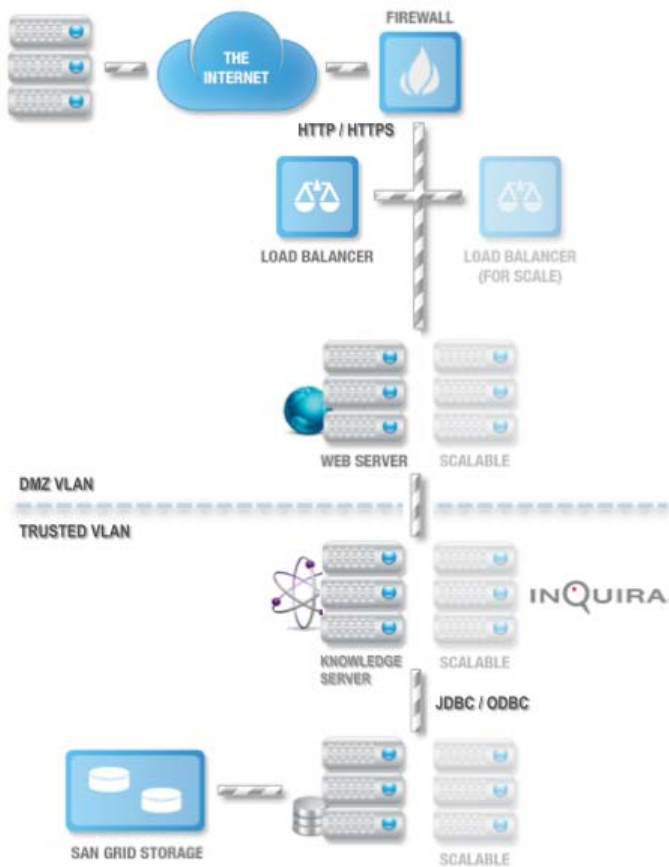 FIREWALL
THE
INTERNET
HTTP / HTTPS
LOAD BALANCER
LOAD BALANCER
(FOR SCALE)
WEB SERVER
SCALABLE
DMZ VLAN
TRUSTED VLAN
INQUIRA
KNOWLEDGE
SERVER
SCALABLE
JDBC / ODBC
SAN GRID STORAGE
SCALABLE